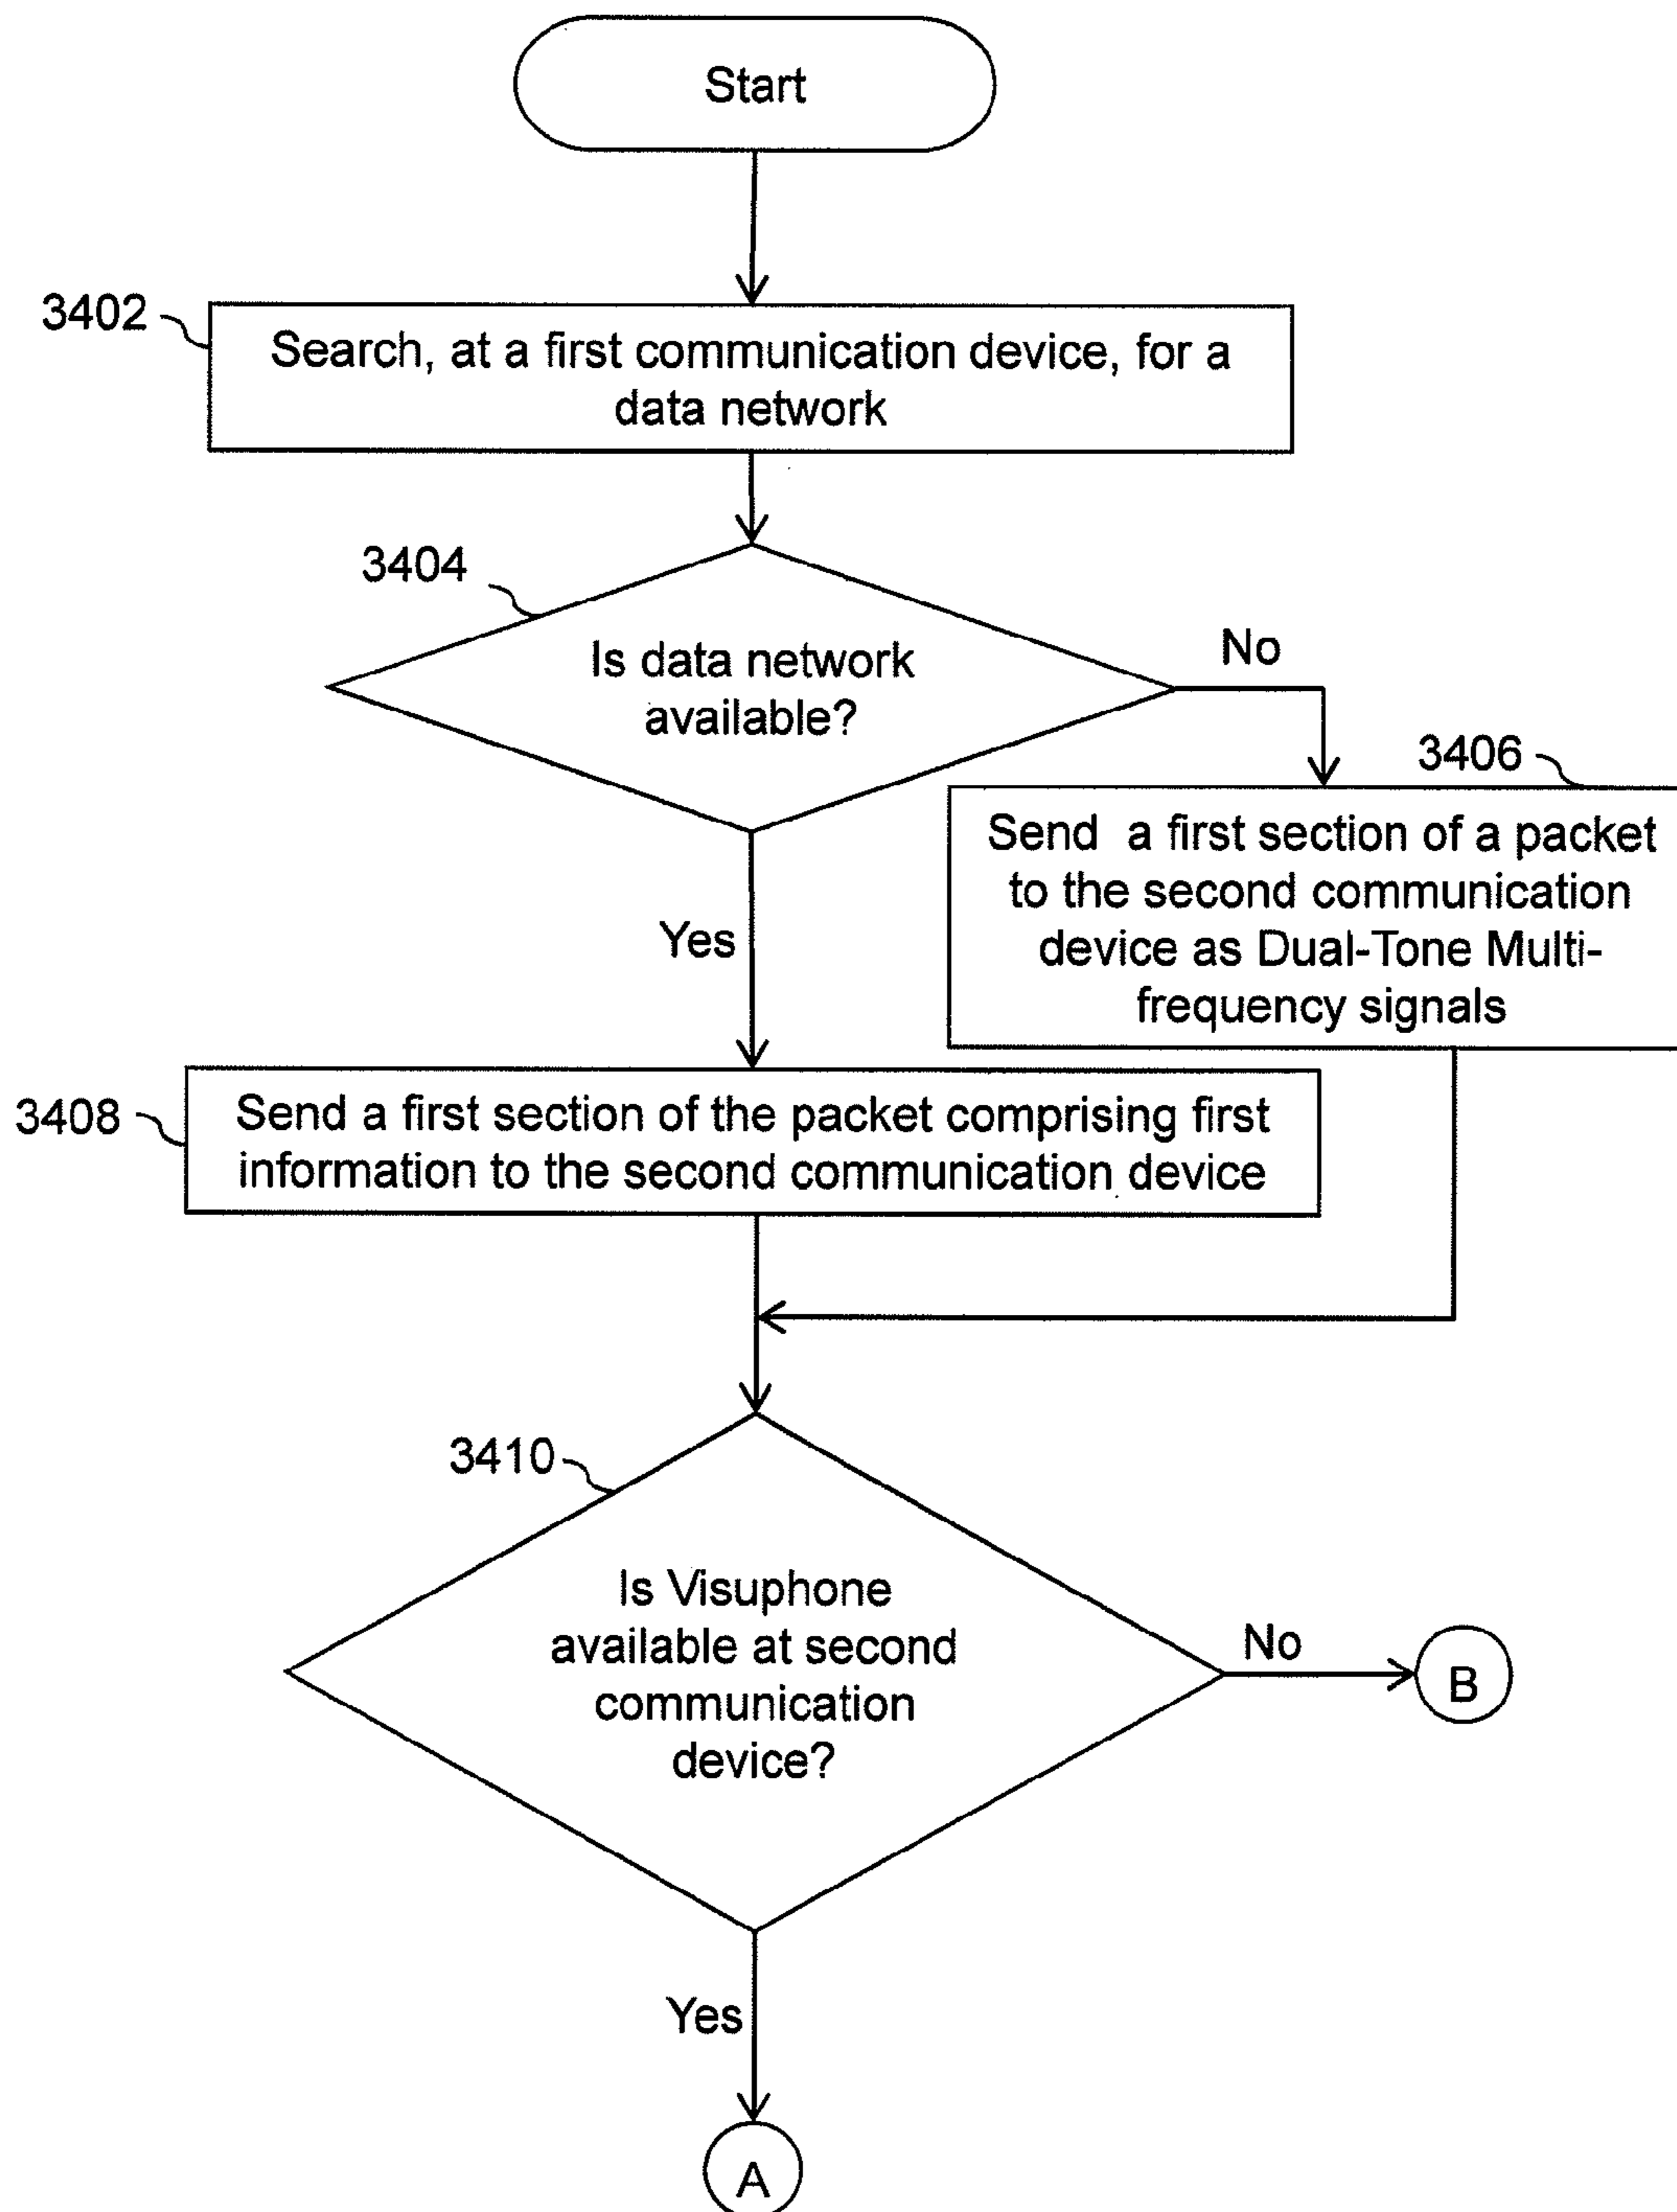 Start
3402
Search, at a first communication device, for a
data network
3404
Is data network
available?
No
3406
Send a first section of a packet
to the second communication
device as Dual-Tone Multi-
frequency signals
Yes
3408
Send a first section of the packet comprising first
information to the second communication device
3410
Is Visuphone
available at second
communication
device?
No
B
Yes
A